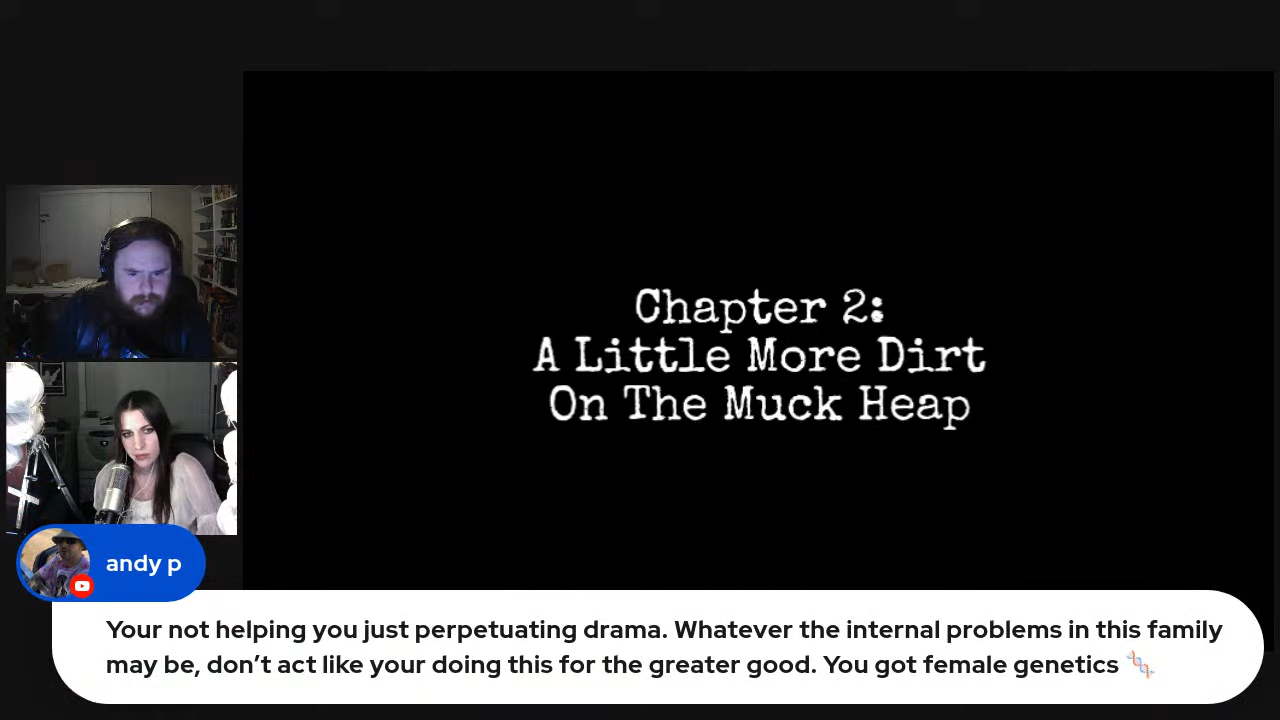 Chapter 2:
A Little More Dirt
On The Muck Heap
andy p
Your not helping you just perpetuating drama. Whatever the internal problems in this family
may be, don’t act like your doing this for the greater good. You got female genetics 🧬